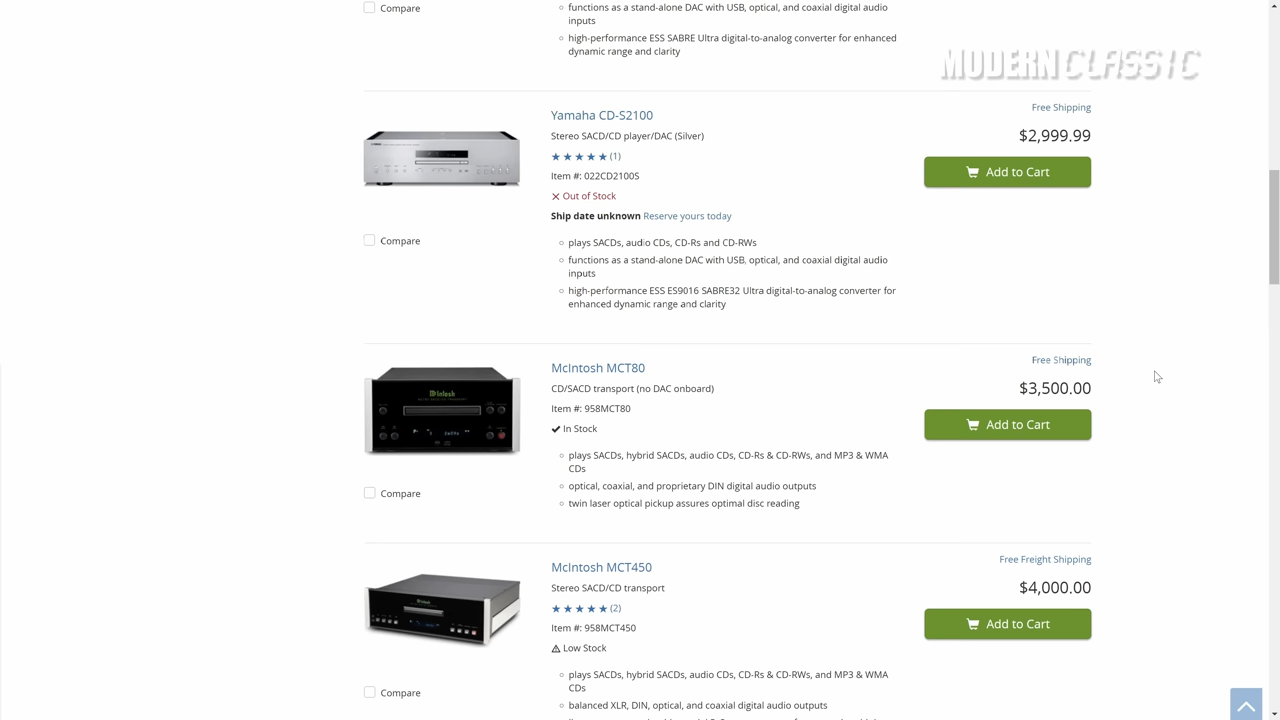 Compare
functions as a stand-alone DAC with USB, optical, and coaxial digital audio
inputs
high-performance ESS SABRE Ultra digital-to-analog converter for enhanced
dynamic range and clarity
MODERN CLASSIC
Yamaha CD-S2100
Stereo SACD/CD player/DAC (Silver)
(1)
Item #: 022CD2100S
Out of Stock
Ship date unknown Reserve yours today
Free Shipping
$2,999.99
Add to Cart
Compare
plays SACDs, audio CDs, CD-Rs and CD-RWs
functions as a stand-alone DAC with USB, optical, and coaxial digital audio
inputs
high-performance ESS ES9016 SABRE32 Ultra digital-to-analog converter for
enhanced dynamic range and clarity
McIntosh MCT80
CD/SACD transport (no DAC onboard)
Item #: 958MCT80
In Stock
Free Shipping
$3,500.00
Add to Cart
McIntosh
plays SACDs, hybrid SACDs, audio CDs, CD-Rs & CD-RWs, and MP3 & WMA
CDs
optical, coaxial, and proprietary DIN digital audio outputs
twin laser optical pickup assures optimal disc reading
Compare
McIntosh MCT450
Stereo SACD/CD transport
(2)
Item #: 958MCT450
Low Stock
Free Freight Shipping
$4,000.00
Add to Cart
plays SACDs, hybrid SACDs, audio CDs, CD-Rs & CD-RWs, and MP3 & WMA
CDs
balanced XLR, DIN, optical, and coaxial digital audio outputs
Compare